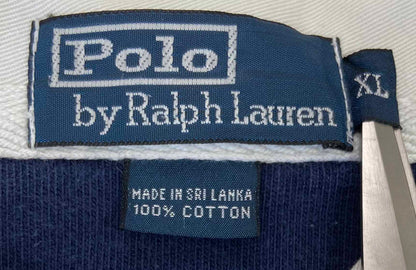 Polo
by Ralph Lauren
XL
MADE IN SRI LANKA
100% COTTON